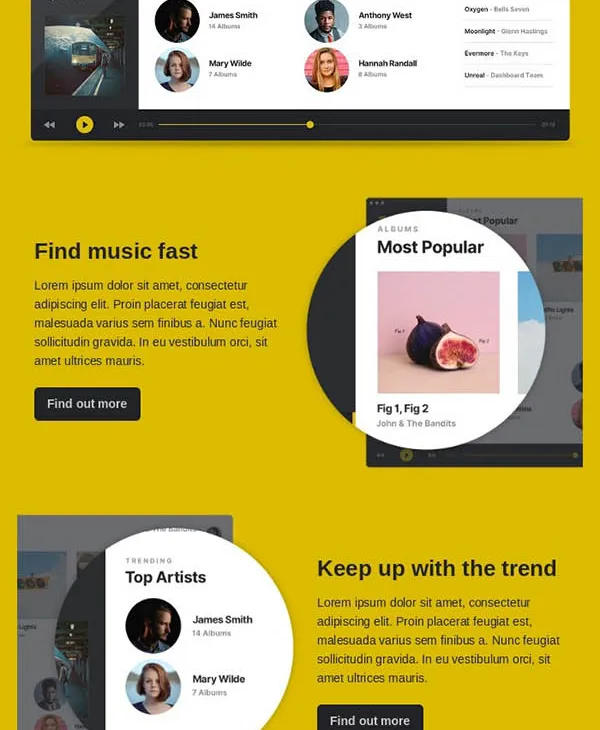 James Smith
14 Albums
Anthony West
3 Albums
Mary Wilde
7 Albums
Hannah Randall
8 Albums
Oxygen - Bells Seven
Moonlight - Glenn Hastings
Evermore - The Keys
Unreal - Dashboard Team
Find music fast
Lorem ipsum dolor sit amet, consectetur
adipiscing elit. Proin placerat feugiat est,
malesuada varius sem finibus a. Nunc feugiat
sollicitudin gravida. In eu vestibulum orci, sit
amet ultrices mauris.
Find out more
ALBUMS
Most Popular
Fig 1
Fig 2
Fig 1, Fig 2
John & The Bandits
TRENDING
Top Artists
James Smith
14 Albums
Mary Wilde
7 Albums
Keep up with the trend
Lorem ipsum dolor sit amet, consectetur
adipiscing elit. Proin placerat feugiat est,
malesuada varius sem finibus a. Nunc feugiat
sollicitudin gravida. In eu vestibulum orci, sit
amet ultrices mauris.
Find out more